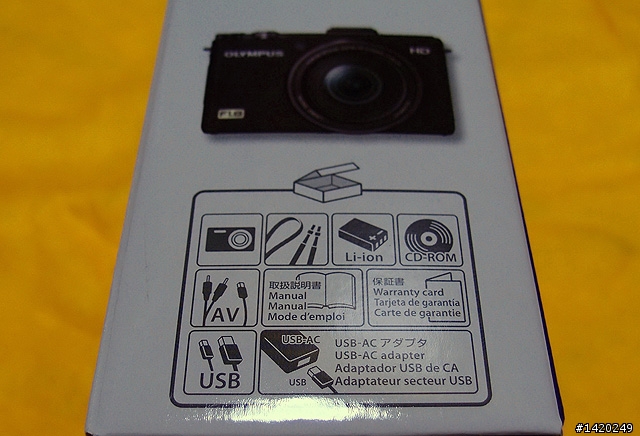 OLYMPUS HD
F1.8
Li-ion
CD-ROM
AV
取扱説明書
Manual
Manual
Mode d'emploi
保証書
Warranty card
Tarjeta de garantía
Carte de garantie
USB
USB-AC
USB
USB-AC アダプタ
USB-AC adapter
Adaptador USB de CA
Adaptateur secteur USB
#1420249